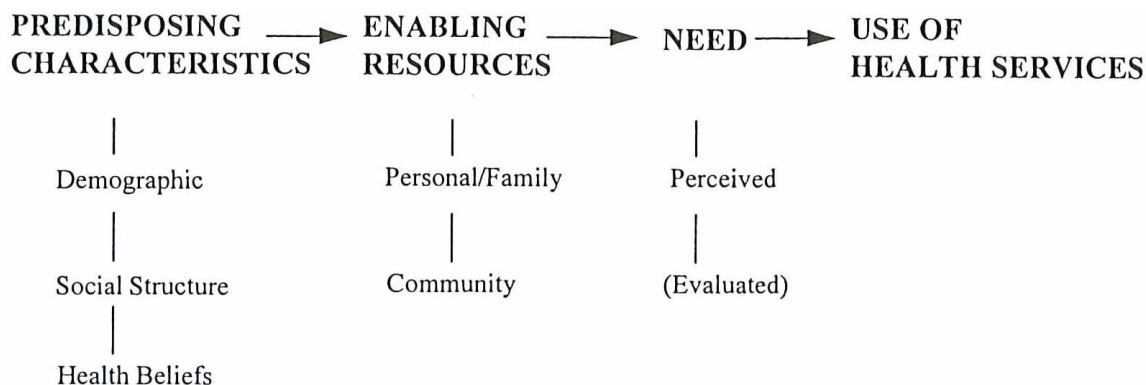 PREDISPOSING
CHARACTERISTICS
ENABLING
RESOURCES
NEED
USE OF
HEALTH SERVICES
Demographic
Personal/Family
Perceived
Social Structure
Community
(Evaluated)
Health Beliefs